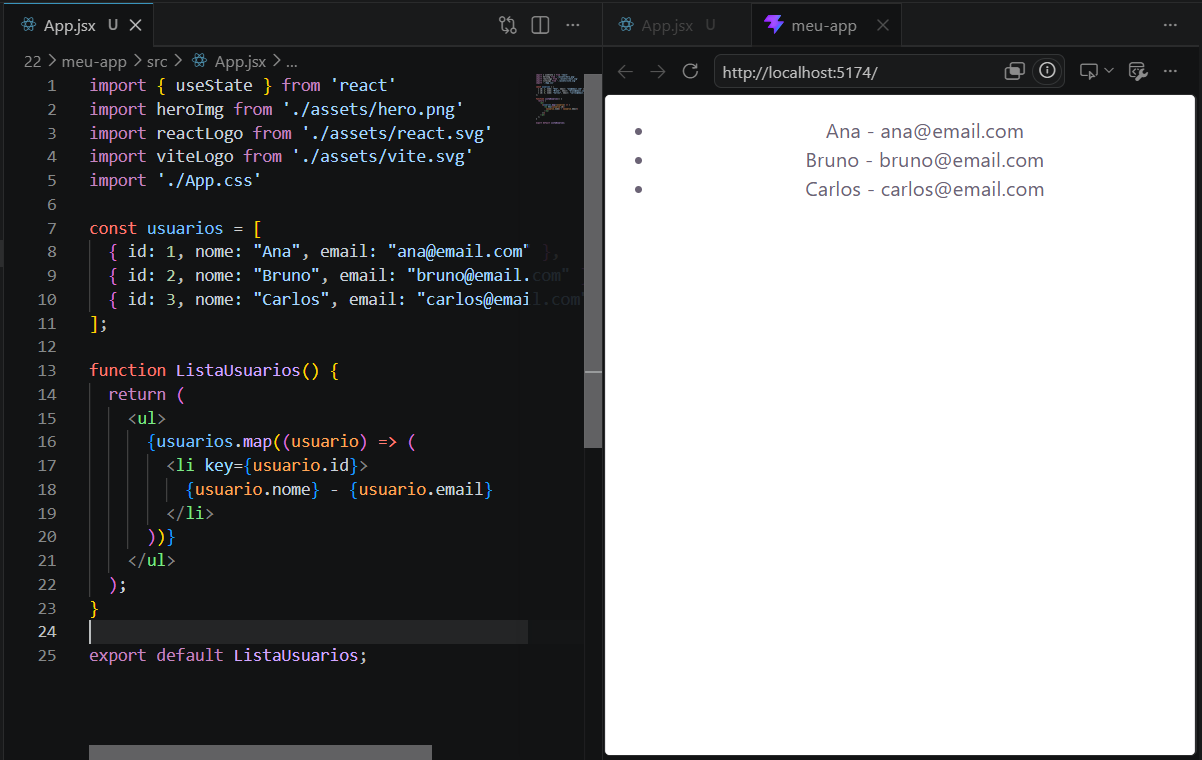 App.jsx U
22 > meu-app > src > App.jsx > ...
1 import { useState } from 'react'
2 import heroImg from './assets/hero.png'
3 import reactLogo from './assets/react.svg'
4 import viteLogo from './assets/vite.svg'
5 import './App.css'
6
7 const usuarios = [
8 { id: 1, nome: "Ana", email: "ana@email.com" },
9 { id: 2, nome: "Bruno", email: "bruno@email.com"
10 { id: 3, nome: "Carlos", email: "carlos@email.com"
11 ];
12
13 function ListaUsuarios() {
14 return (
15 <ul>
16 {usuarios.map((usuario) => (
17 <li key={usuario.id}>
18 {usuario.nome} - {usuario.email}
19 </li>
20 ))}
21 </ul>
22 );
23 }
24
25 export default ListaUsuarios;
App.jsx U
meu-app
http://localhost:5174/
• Ana - ana@email.com
• Bruno - bruno@email.com
• Carlos - carlos@email.com